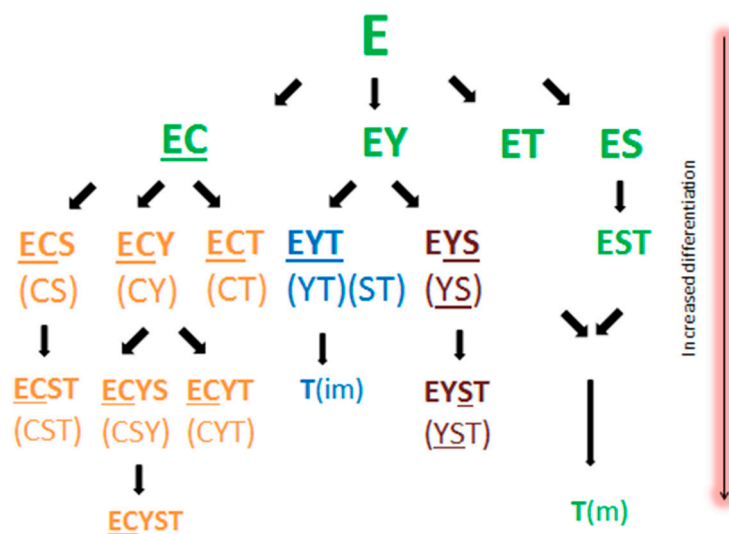 E
EC EY ET ES
ECS ECY ECT EYT EYS EST
(CS) (CY) (CT) (YT)(ST) (YS)
ECST ECYS ECYT T(im) EYST
(CST) (CSY) (CYT) (YST)
ECYST T(m)
Increased differentiation